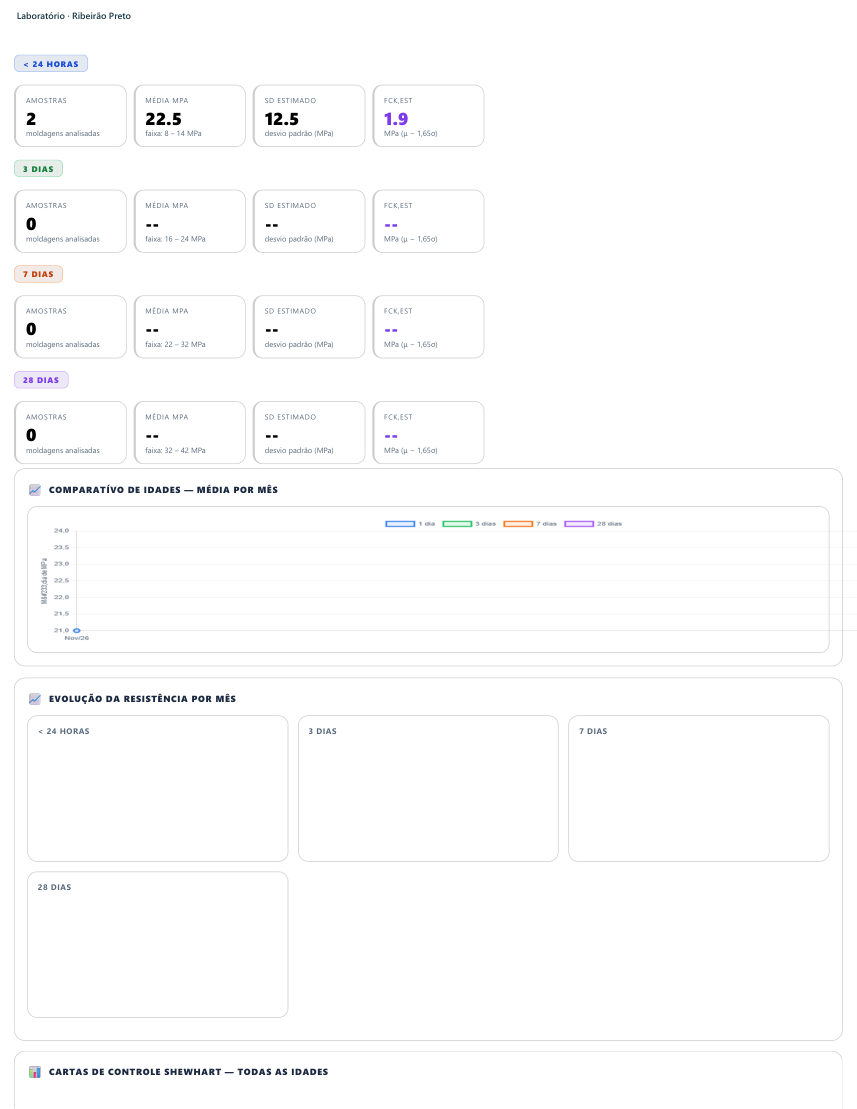 Laboratório · Ribeirão Preto
< 24 HORAS
AMOSTRAS
2
moldagens analisadas
MÉDIA MPA
22.5
faixa: 8 – 14 MPa
SD ESTIMADO
12.5
desvio padrão (MPa)
FCK,EST
1.9
MPa (μ − 1,65σ)
3 DIAS
AMOSTRAS
0
moldagens analisadas
MÉDIA MPA
--
faixa: 16 – 24 MPa
SD ESTIMADO
--
desvio padrão (MPa)
FCK,EST
--
MPa (μ − 1,65σ)
7 DIAS
AMOSTRAS
0
moldagens analisadas
MÉDIA MPA
--
faixa: 22 – 32 MPa
SD ESTIMADO
--
desvio padrão (MPa)
FCK,EST
--
MPa (μ − 1,65σ)
28 DIAS
AMOSTRAS
0
moldagens analisadas
MÉDIA MPA
--
faixa: 32 – 42 MPa
SD ESTIMADO
--
desvio padrão (MPa)
FCK,EST
--
MPa (μ − 1,65σ)
COMPARATÍVO DE IDADES — MÉDIA POR MÊS
1 dia
3 dias
7 dias
28 dias
24,0
23,5
23,0
22,5
22,0
21,5
21,0
Nov/26
EVOLUÇÃO DA RESISTÊNCIA POR MÊS
< 24 HORAS
3 DIAS
7 DIAS
28 DIAS
CARTAS DE CONTROLE SHEWHART — TODAS AS IDADES